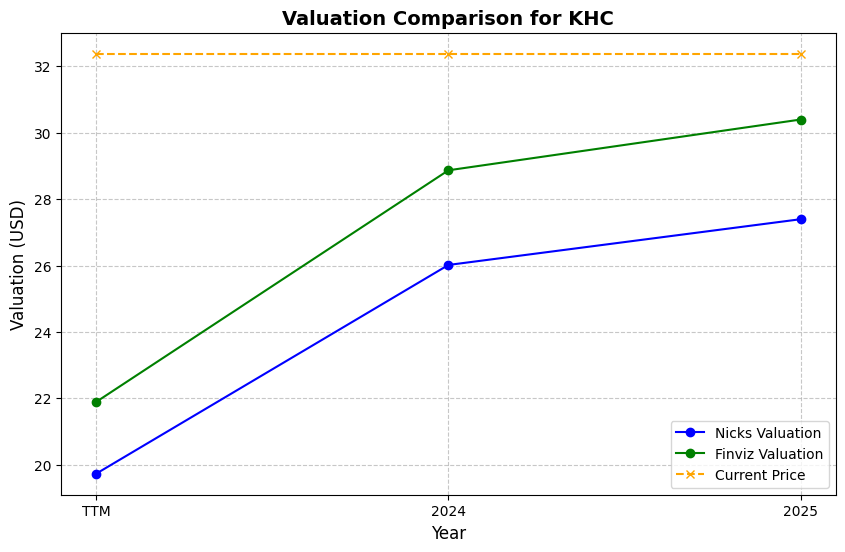 Valuation Comparison for KHC
Valuation (USD)
32
30
28
26
24
22
20
TTM
2024
2025
Year
Nicks Valuation
Finviz Valuation
Current Price